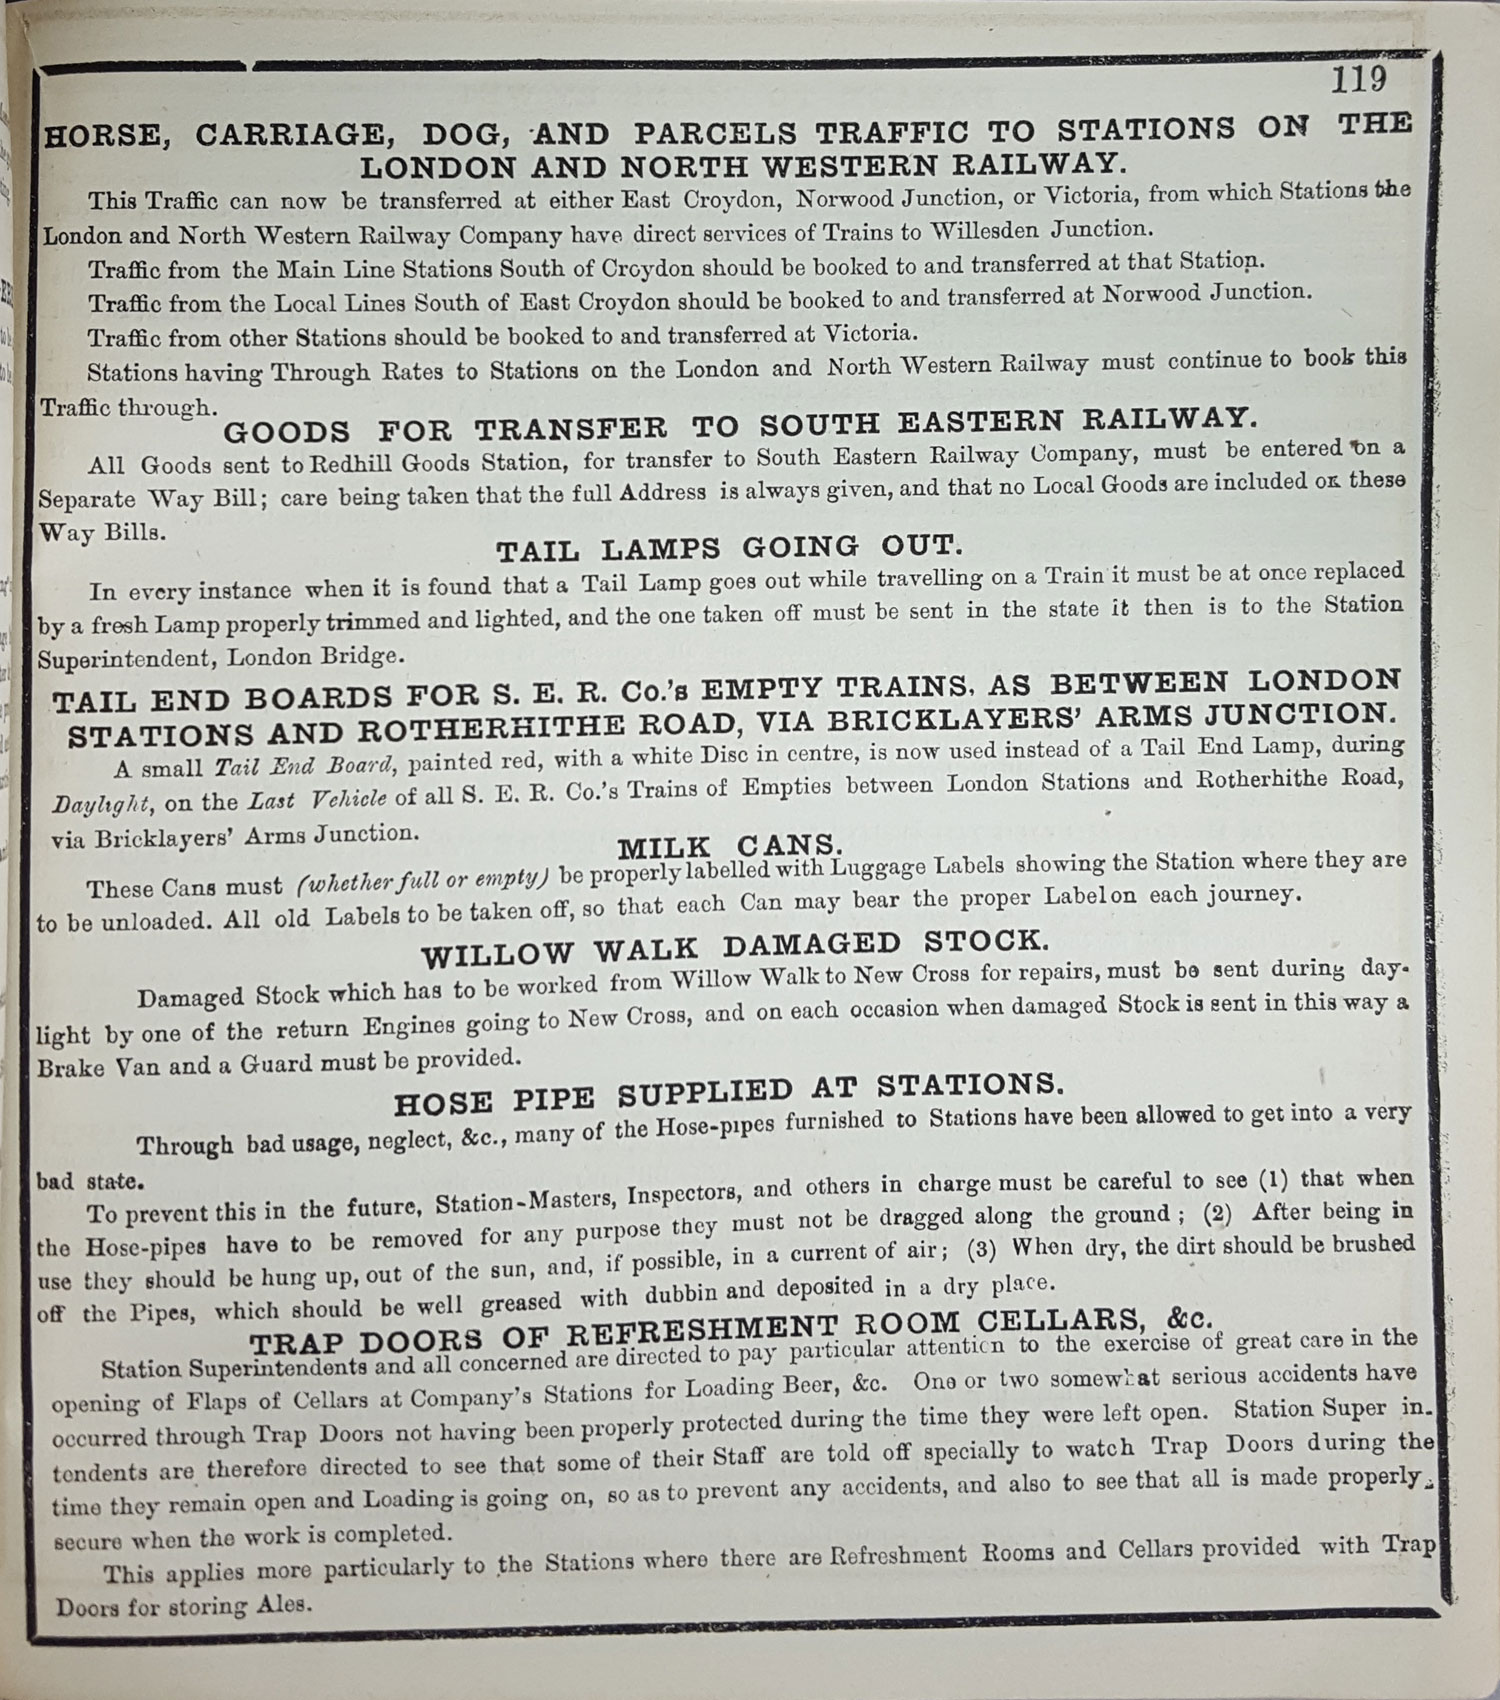 119
HORSE, CARRIAGE, DOG, AND PARCELS TRAFFIC TO STATIONS ON THE
LONDON AND NORTH WESTERN RAILWAY.
This Traffic can now be transferred at either East Croydon, Norwood Junction, or Victoria, from which Stations the
London and North Western Railway Company have direct services of Trains to Willesden Junction.
Traffic from the Main Line Stations South of Croydon should be booked to and transferred at that Station.
Traffic from the Local Lines South of East Croydon should be booked to and transferred at Norwood Junction.
Traffic from other Stations should be booked to and transferred at Victoria.
Stations having Through Rates to Stations on the London and North Western Railway must continue to book this
Traffic through.
GOODS FOR TRANSFER TO SOUTH EASTERN RAILWAY.
All Goods sent to Redhill Goods Station, for transfer to South Eastern Railway Company, must be entered on a
Separate Way Bill; care being taken that the full Address is always given, and that no Local Goods are included on these
Way Bills.
TAIL LAMPS GOING OUT.
In every instance when it is found that a Tail Lamp goes out while travelling on a Train it must be at once replaced
by a fresh Lamp properly trimmed and lighted, and the one taken off must be sent in the state it then is to the Station
Superintendent, London Bridge.
TAIL END BOARDS FOR S. E. R. Co.'s EMPTY TRAINS, AS BETWEEN LONDON
STATIONS AND ROTHERHITHE ROAD, VIA BRICKLAYERS' ARMS JUNCTION.
A small Tail End Board, painted red, with a white Disc in centre, is now used instead of a Tail End Lamp, during
Daylight, on the Last Vehicle of all S. E. R. Co.'s Trains of Empties between London Stations and Rotherhithe Road,
via Bricklayers' Arms Junction.
MILK CANS.
These Cans must (whether full or empty) be properly labelled with Luggage Labels showing the Station where they are
to be unloaded. All old Labels to be taken off, so that each Can may bear the proper Label on each journey.
WILLOW WALK DAMAGED STOCK.
Damaged Stock which has to be worked from Willow Walk to New Cross for repairs, must be sent during day-
light by one of the return Engines going to New Cross, and on each occasion when damaged Stock is sent in this way a
Brake Van and a Guard must be provided.
HOSE PIPE SUPPLIED AT STATIONS.
Through bad usage, neglect, &c., many of the Hose-pipes furnished to Stations have been allowed to get into a very
bad state.
To prevent this in the future, Station-Masters, Inspectors, and others in charge must be careful to see (1) that when
the Hose-pipes have to be removed for any purpose they must not be dragged along the ground; (2) After being in
use they should be hung up, out of the sun, and, if possible, in a current of air; (3) When dry, the dirt should be brushed
off the Pipes, which should be well greased with dubbin and deposited in a dry place.
TRAP DOORS OF REFRESHMENT ROOM CELLARS, &c.
Station Superintendents and all concerned are directed to pay particular attention to the exercise of great care in the
opening of Flaps of Cellars at Company's Stations for Loading Beer, &c. One or two somewhat serious accidents have
occurred through Trap Doors not having been properly protected during the time they were left open. Station Super in-
tendents are therefore directed to see that some of their Staff are told off specially to watch Trap Doors during the
time they remain open and Loading is going on, so as to prevent any accidents, and also to see that all is made properly
secure when the work is completed.
This applies more particularly to the Stations where there are Refreshment Rooms and Cellars provided with Trap
Doors for storing Ales.